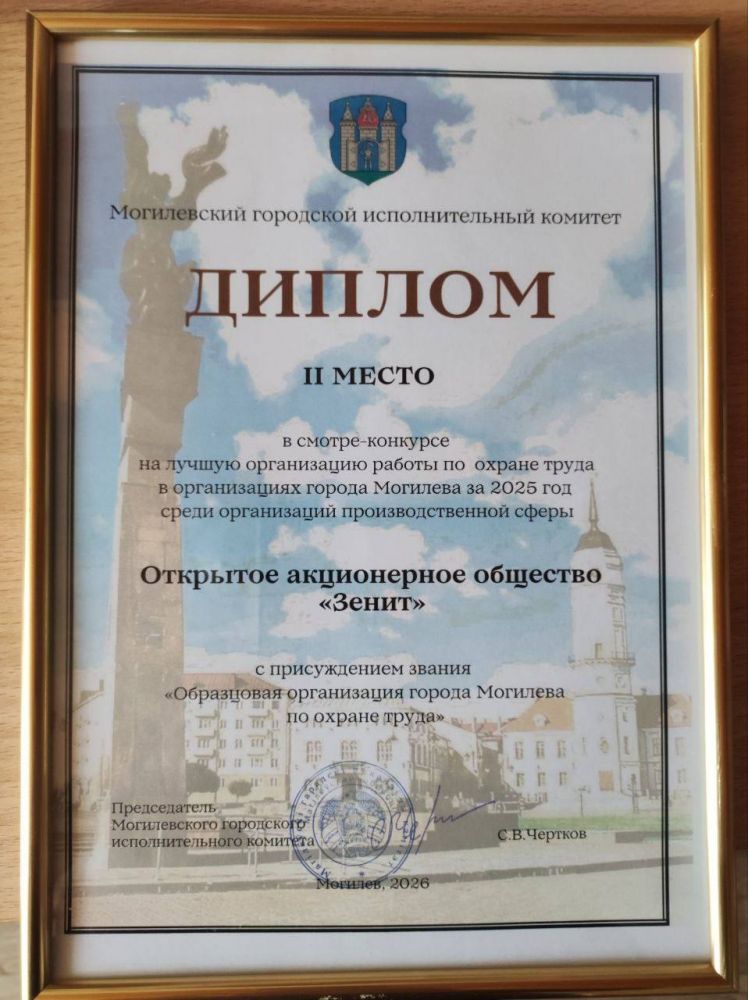 Могилевский городской исполнительный комитет
ДИПЛОМ
II МЕСТО
в смотре-конкурсе
на лучшую организацию работы по охране труда
в организациях города Могилева за 2025 год
среди организаций производственной сферы
Открытое акционерное общество
«Зенит»
с присуждением звания
«Образцовая организация города Могилева
по охране труда»
Председатель
Могилевского городского
исполнительного комитета
С.В.Чертков
Могилев, 2026